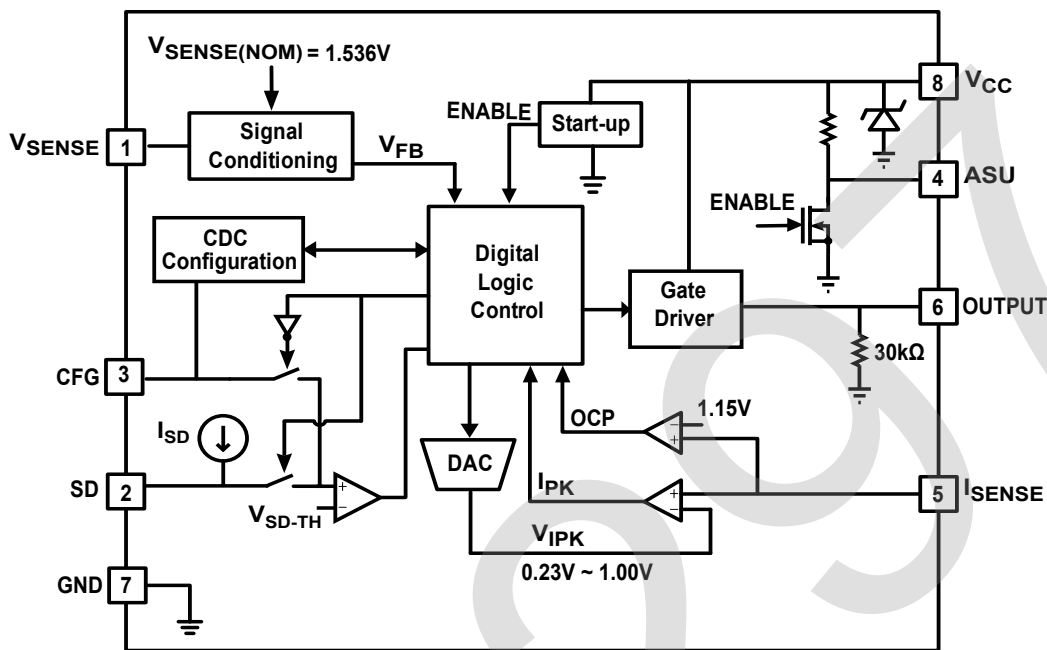 VSENSE(NOM) = 1.536V
VSENSE
1
Signal
Conditioning
VFB
ENABLE
Start-up
8
VCC
4
ASU
ENABLE
CDC
Configuration
Digital
Logic
Control
Gate
Driver
6
OUTPUT
30kΩ
CFG
3
ISD
OCP
1.15V
−
+
DAC
SD
2
+
−
VSD-TH
IPK
+
−
5
ISENSE
VIPK
0.23V ~ 1.00V
GND
7